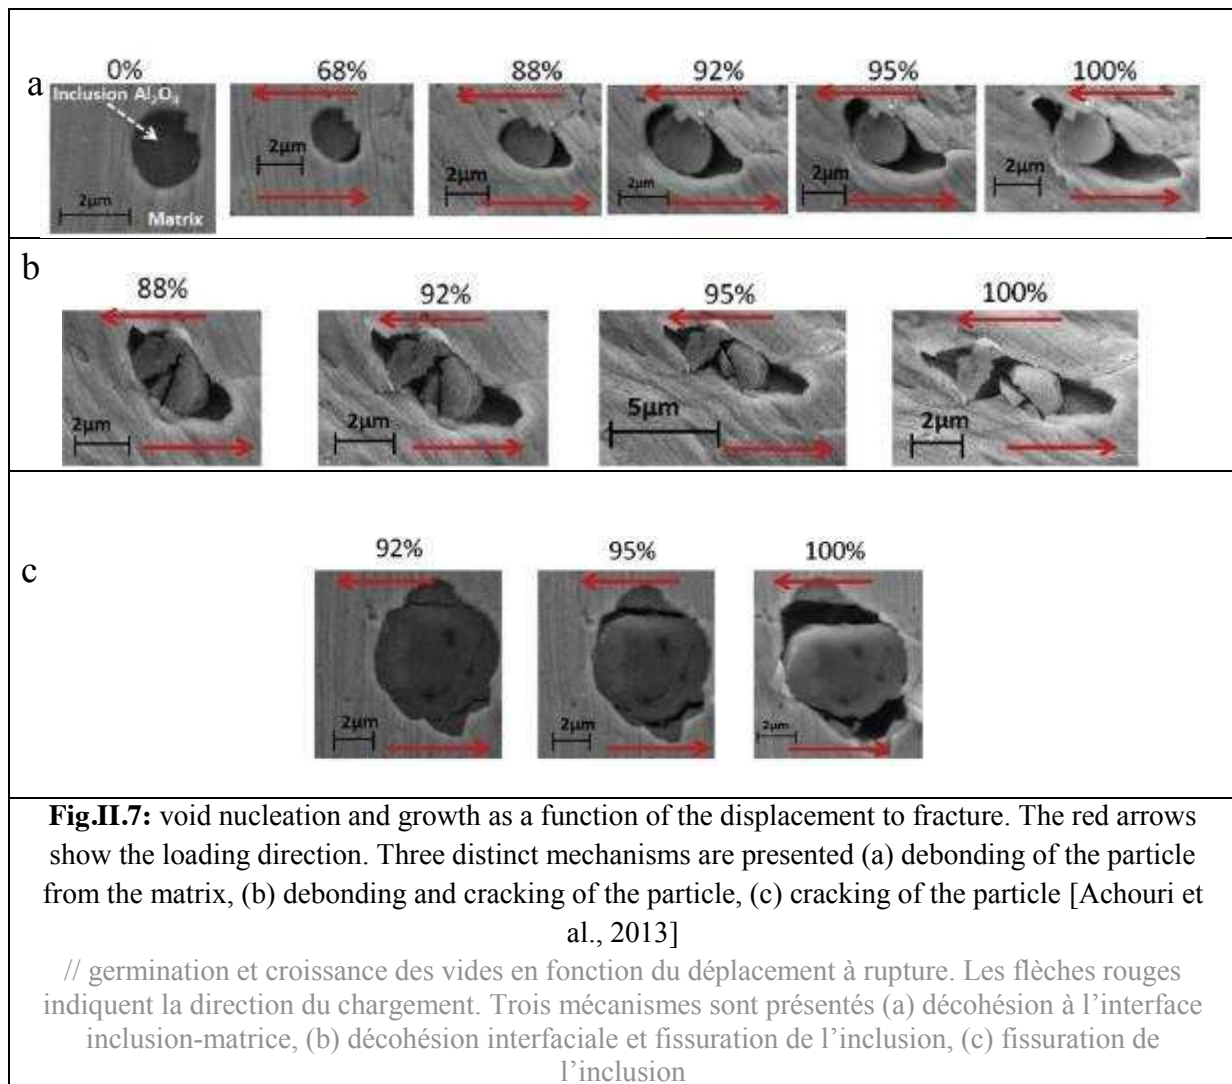 a
0% 68% 88% 92% 95% 100%
Inclusion Al₂O₃
2µm 2µm 2µm 2µm 2µm 2µm
Matrix
b
88% 92% 95% 100%
2µm 2µm 5µm 2µm
c
92% 95% 100%
2µm 2µm 2µm
Fig.II.7: void nucleation and growth as a function of the displacement to fracture. The red arrows
show the loading direction. Three distinct mechanisms are presented (a) debonding of the particle
from the matrix, (b) debonding and cracking of the particle, (c) cracking of the particle [Achouri et
al., 2013]
// germination et croissance des vides en fonction du déplacement à rupture. Les flèches rouges
indiquent la direction du chargement. Trois mécanismes sont présentés (a) décohésion à l’interface
inclusion-matrice, (b) décohésion interfaciale et fissuration de l’inclusion, (c) fissuration de
l’inclusion